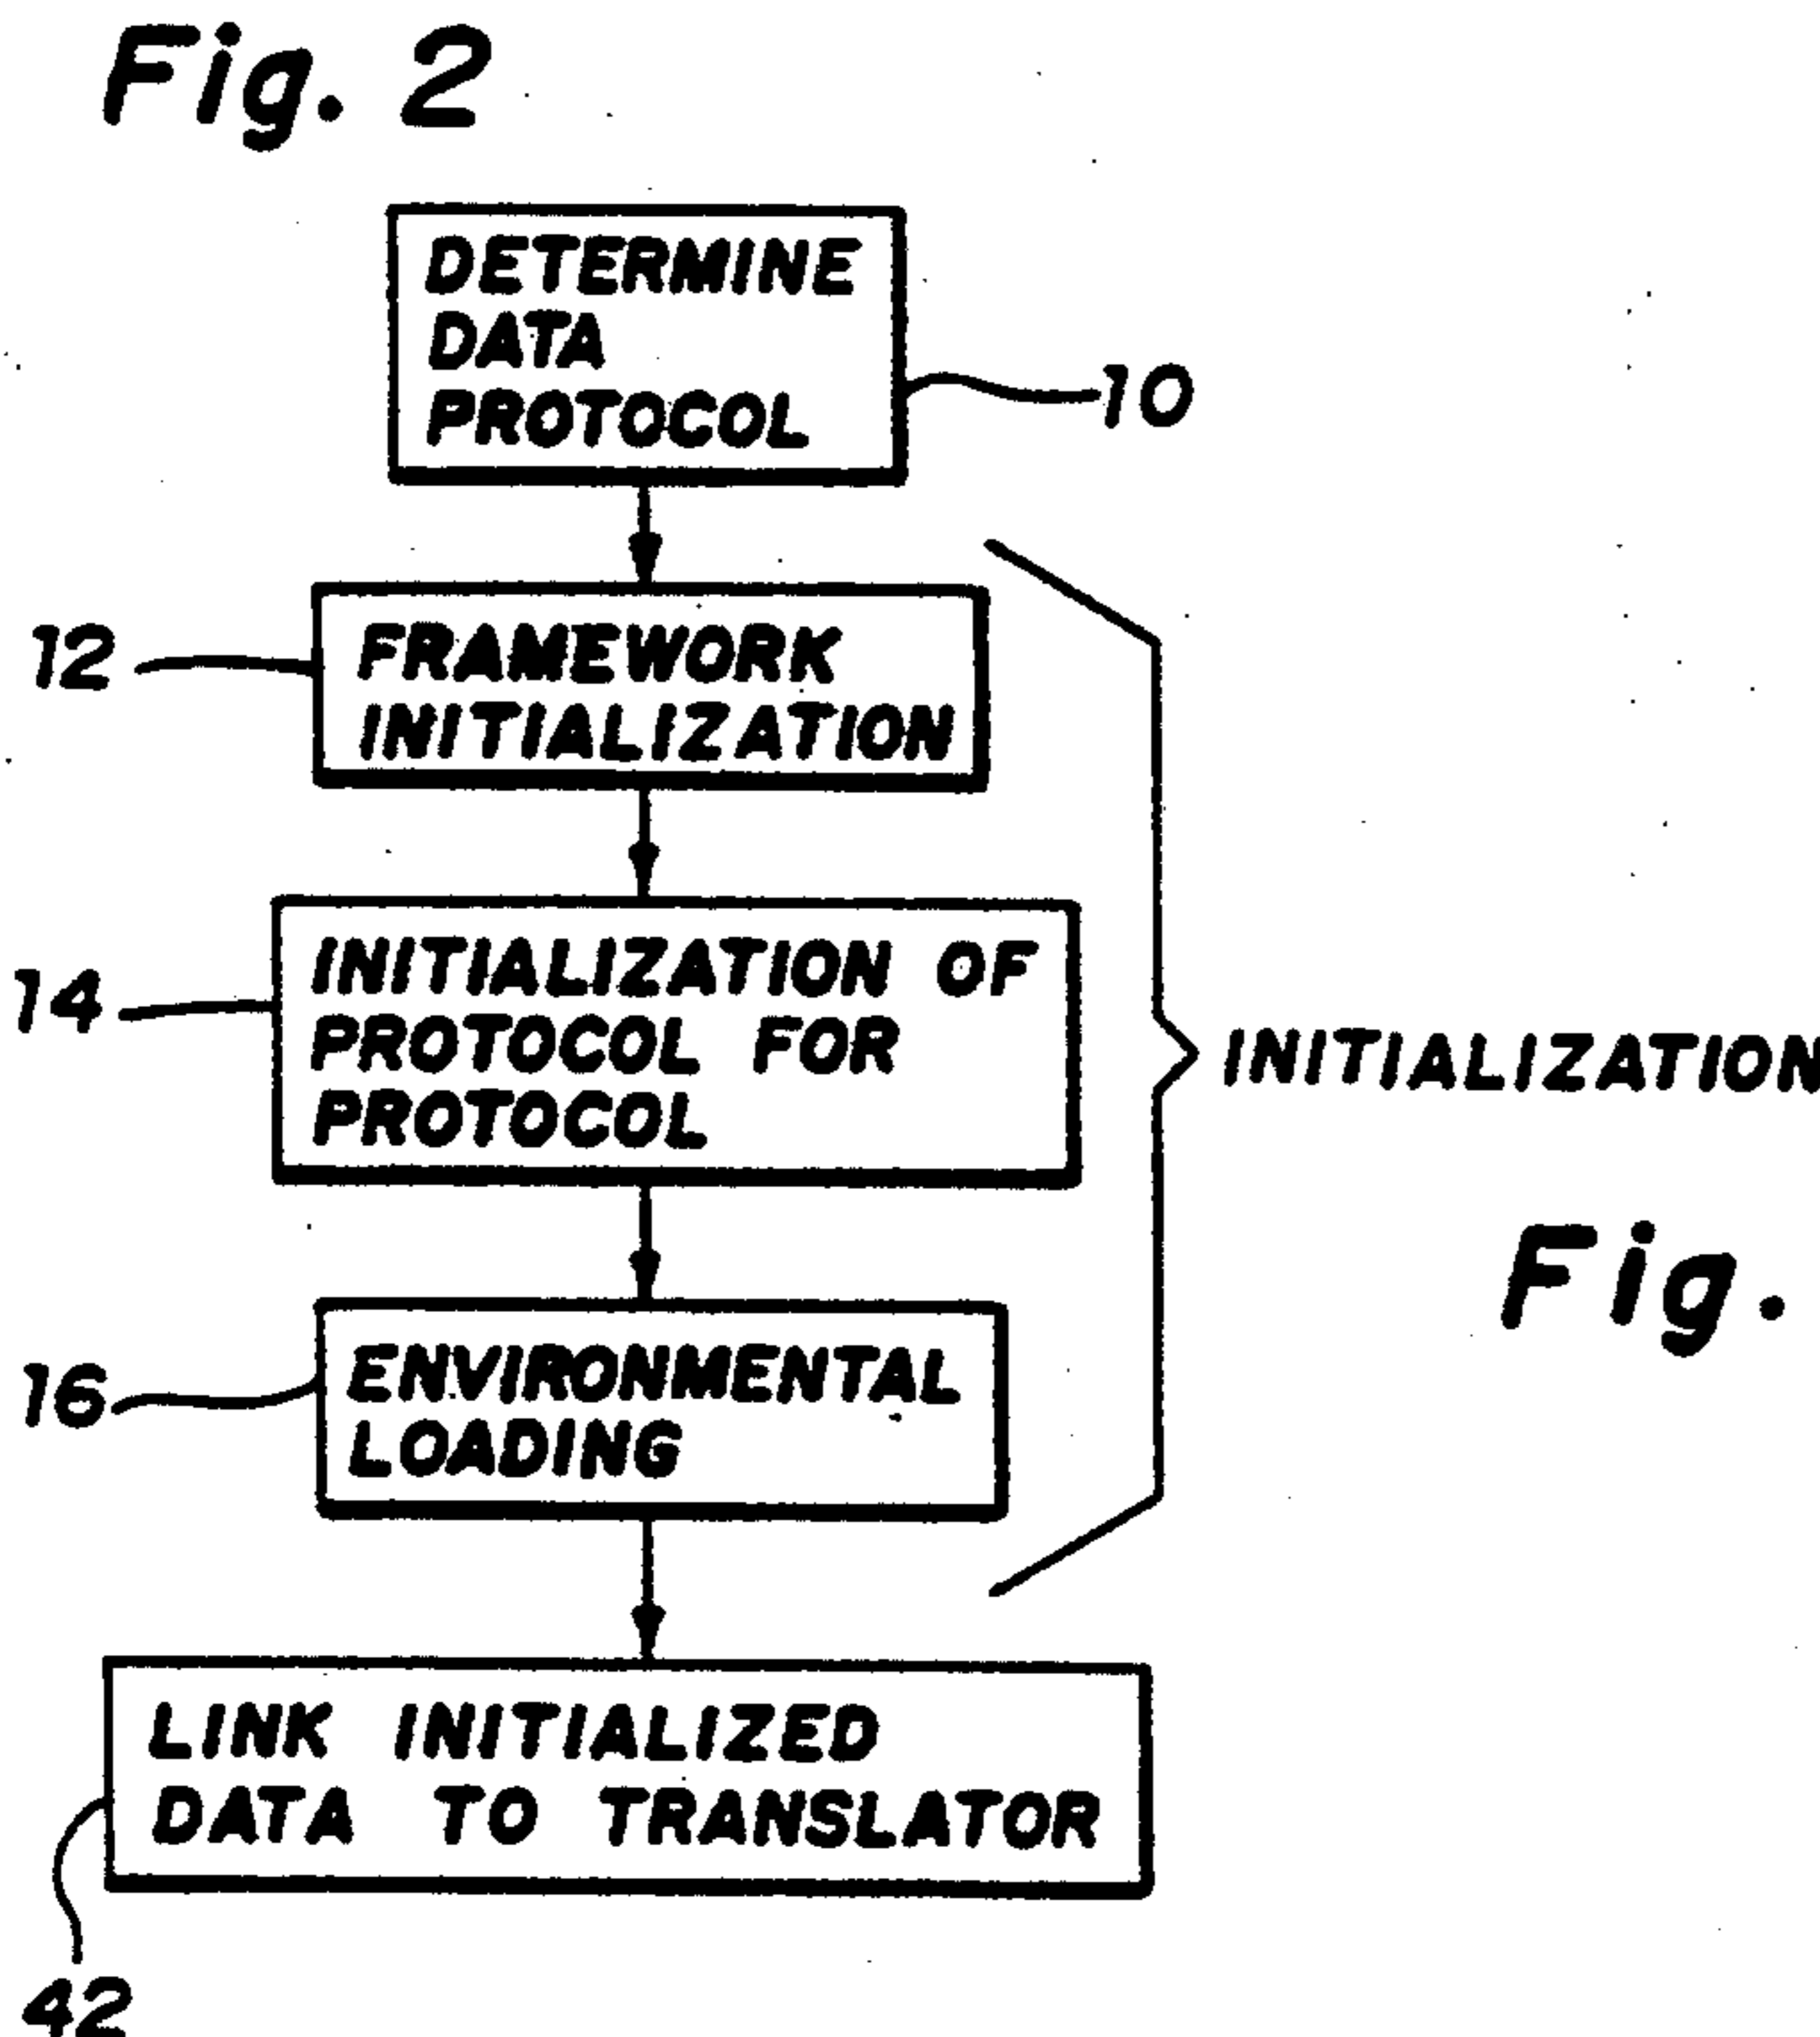 Fig. 2
DETERMINE
DATA
PROTOCOL
10
12
FRAMEWORK
INITIALIZATION
14
INITIALIZATION OF
PROTOCOL FOR
PROTOCOL
INITIALIZATION
Fig.
16
ENVIRONMENTAL
LOADING
LINK INITIALIZED
DATA TO TRANSLATOR
42